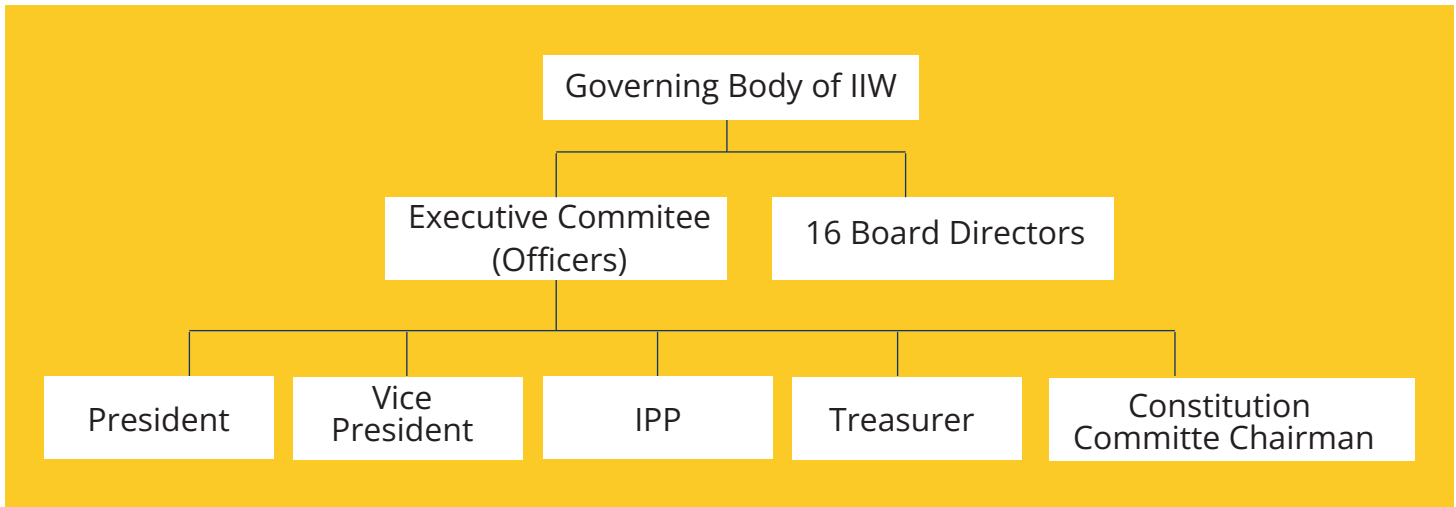 Governing Body of IIW
Executive Commitee
(Officers)
16 Board Directors
President
Vice
President
IPP
Treasurer
Constitution
Committe Chairman